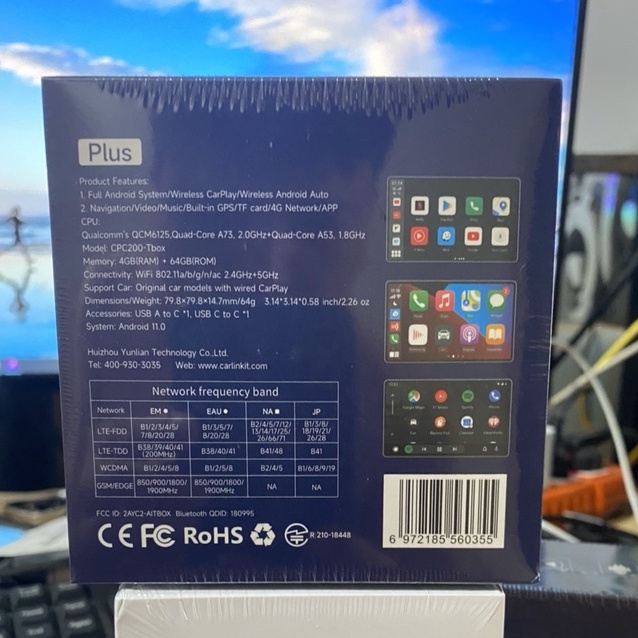 Plus
Product Features:
1. Full Android System/Wireless CarPlay/Wireless Android Auto
2. Navigation/Video/Music/Built-in GPS/TF card/4G Network/APP
CPU:
Qualcomm's QCM6125,Quad-Core A73, 2.0GHz+Quad-Core A53, 1.8GHz
Model: CPC200-Tbox
Memory: 4GB(RAM) + 64GB(ROM)
Connectivity: WiFi 802.11a/b/g/n/ac 2.4GHz+5GHz
Support Car: Original car models with wired CarPlay
Dimensions/Weight: 79.8×79.8×14.7mm/64g 3.14*3.14*0.58 inch/2.26 oz
Accessories: USB A to C *1, USB C to C *1
System: Android 11.0
Huizhou Yunlian Technology Co.,Ltd.
Tel: 400-930-3035 Web: www.carlinkit.com
Network frequency band
Network EM ● EAU ● NA ■ JP
LTE-FDD B1/2/3/4/5/ 7/8/20/28 B1/3/5/7/ 8/20/28 B2/4/5/7/12/ 13/14/17/25/ 26/66/71 B1/3/8/ 18/19/21/ 26/28
LTE-TDD B38/39/40/41 (200MHz) B38/40/41 B41/48 B41
WCDMA B1/2/4/5/8 B1/2/5/8 B2/4/5 B1/6/8/9/19
GSM/EDGE 850/900/1800/ 1900MHz 850/900/1800/ 1900MHz NA NA
FCC ID: 2AYC2-AITBOX Bluetooth QDID: 180995
CE FC RoHS R 210-18448
6 972185 560355